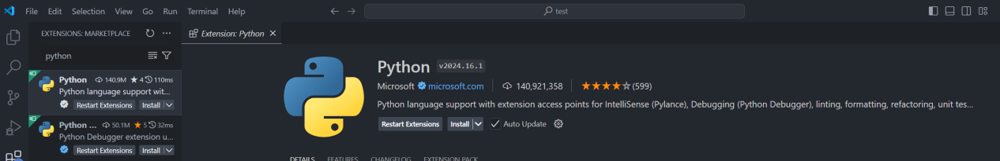 File Edit Selection View Go Run Terminal Help
test
EXTENSIONS: MARKETPLACE
Extension: Python
python
Python 140.9M 4 110ms
Python language support wit...
Restart Extensions Install
Python ... 50.1M 5 32ms
Python Debugger extension u...
Restart Extensions Install
Python v2024.16.1
Microsoft microsoft.com 140,921,358 (599)
Python language support with extension access points for IntelliSense (Pylance), Debugging (Python Debugger), linting, formatting, refactoring, unit tes...
Restart Extensions Install Auto Update
DETAILS FEATURES CHANGELOG EXTENSION PACK